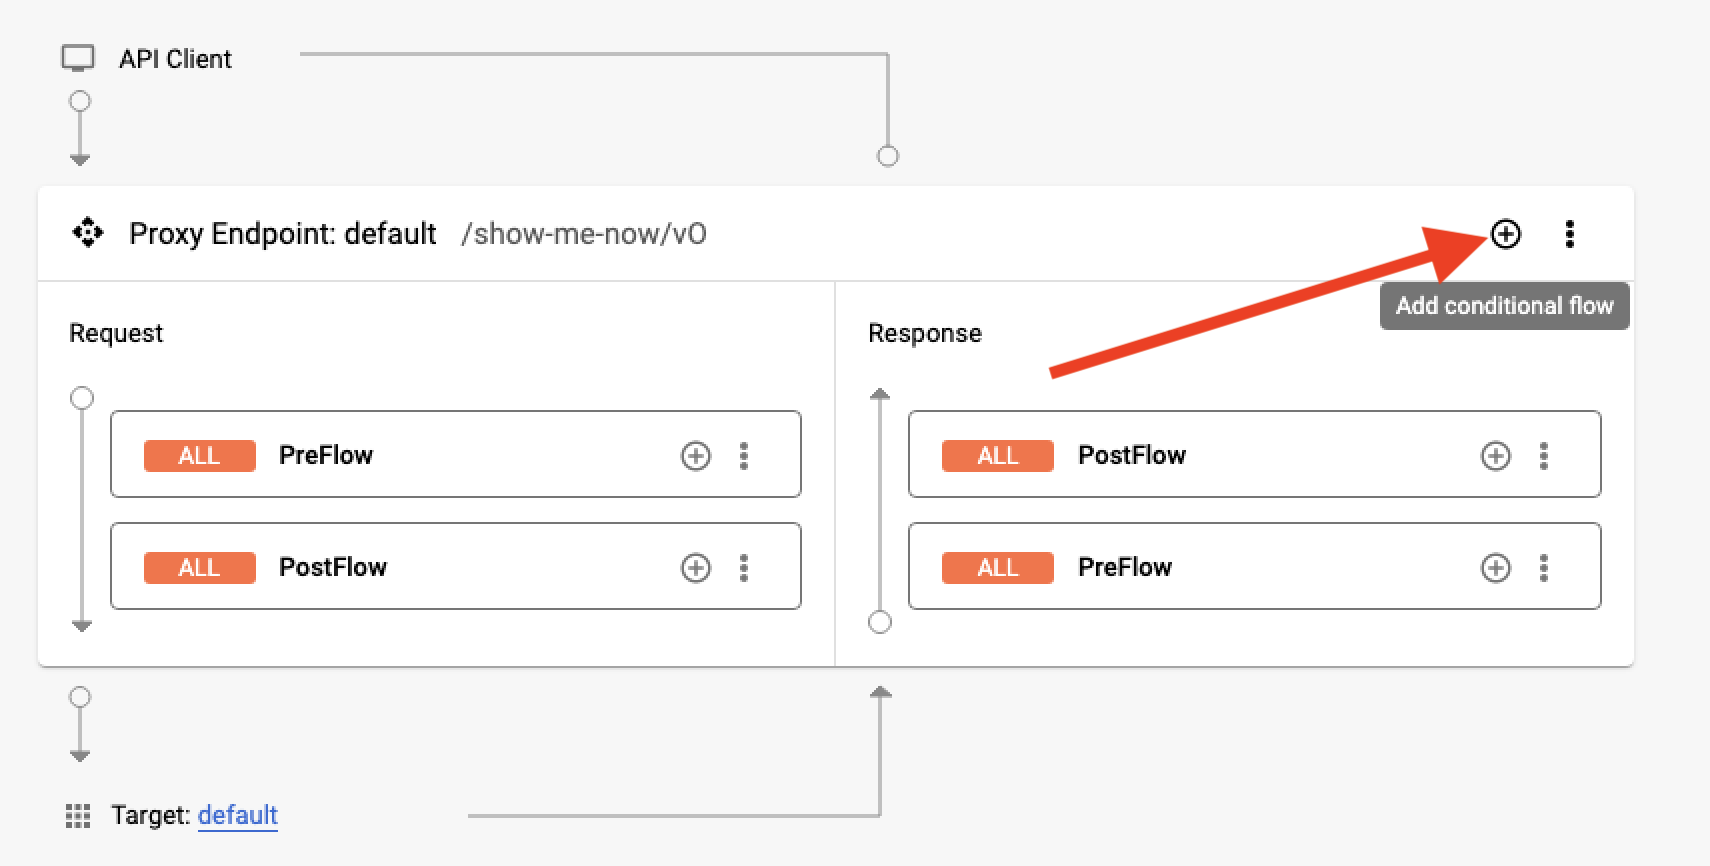 API Client
Proxy Endpoint: default /show-me-now/v0
Add conditional flow
Request
Response
ALL PreFlow
ALL PostFlow
ALL PostFlow
ALL PreFlow
Target: default